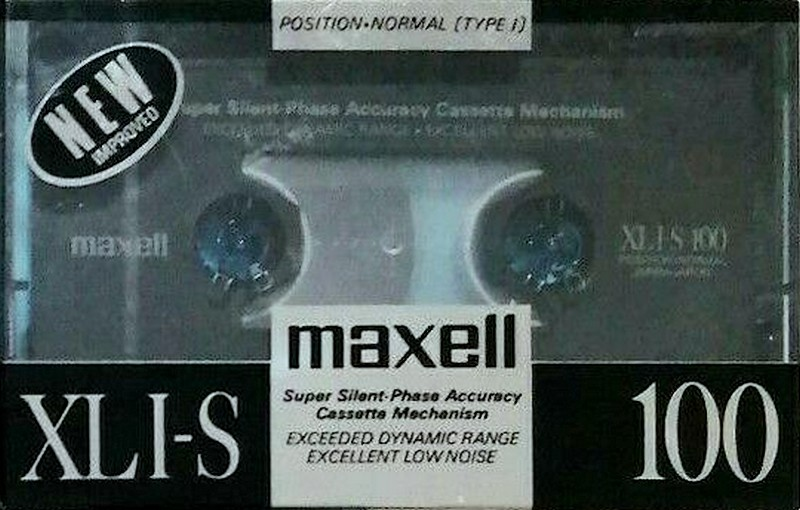 POSITION•NORMAL (TYPE I)
NEW
IMPROVED
Super Silent-Phase Accuracy Cassette Mechanism
EXCEEDED DYNAMIC RANGE • EXCELLENT LOW NOISE
maxell
XLI-S 100
maxell
Super Silent-Phase Accuracy
Cassette Mechanism
EXCEEDED DYNAMIC RANGE
EXCELLENT LOW NOISE
XLI-S
100